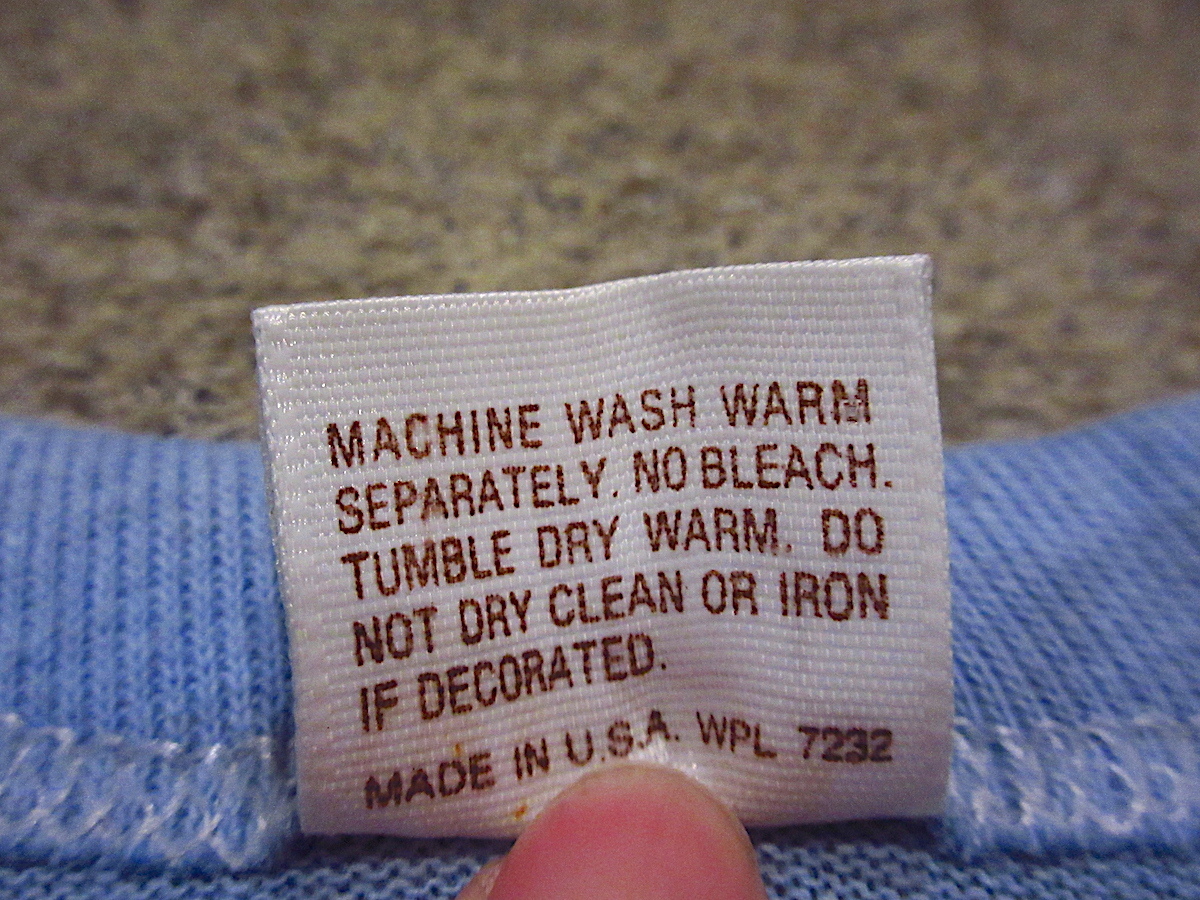 MACHINE WASH WARM
SEPARATELY. NO BLEACH.
TUMBLE DRY WARM. DO
NOT DRY CLEAN OR IRON
IF DECORATED.
MADE IN U.S.A. WPL 7232